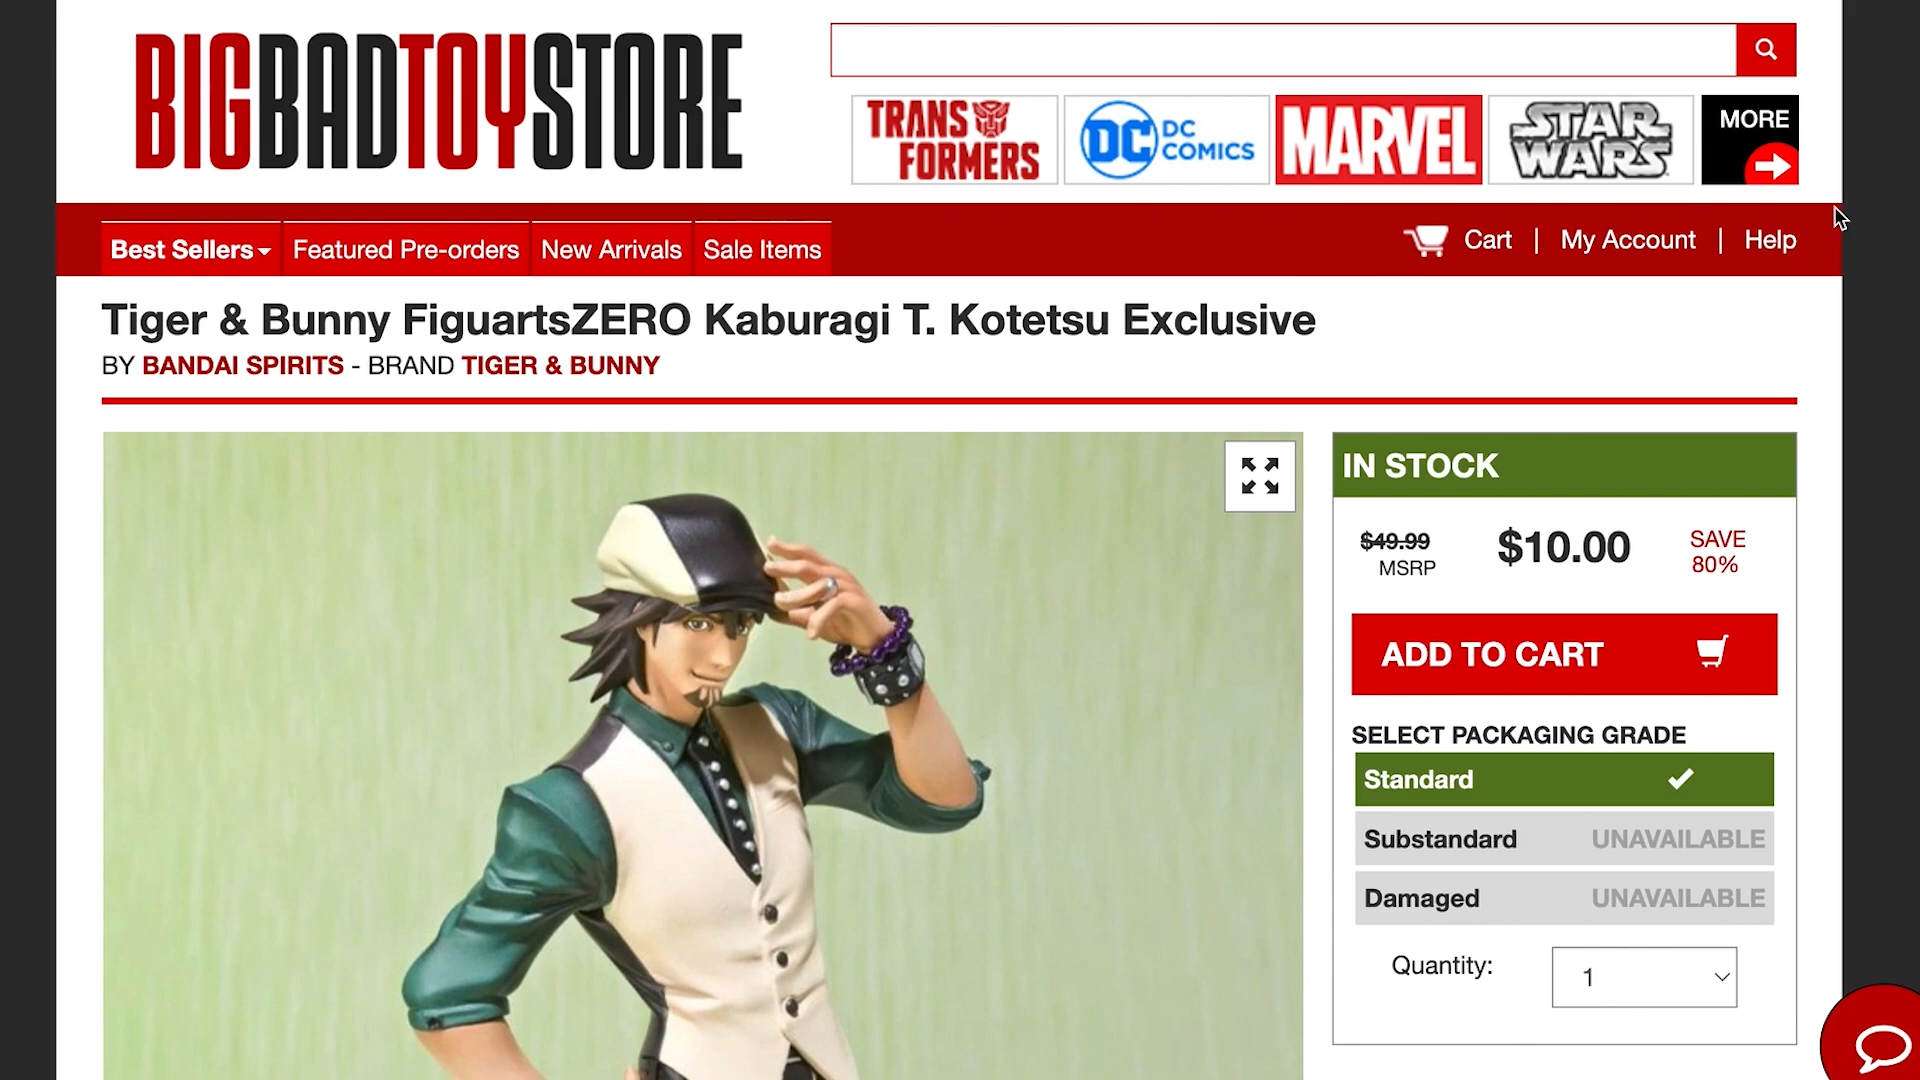 BIGBADTOYSTORE
TRANS
FORMERS
DC
DC
COMICS
MARVEL
STAR
WARS
MORE
Best Sellers
Featured Pre-orders
New Arrivals
Sale Items
Cart | My Account | Help
Tiger & Bunny FiguartsZERO Kaburagi T. Kotetsu Exclusive
BY BANDAI SPIRITS - BRAND TIGER & BUNNY
IN STOCK
$49.99
MSRP
$10.00
SAVE
80%
ADD TO CART
SELECT PACKAGING GRADE
Standard
Substandard UNAVAILABLE
Damaged UNAVAILABLE
Quantity: 1